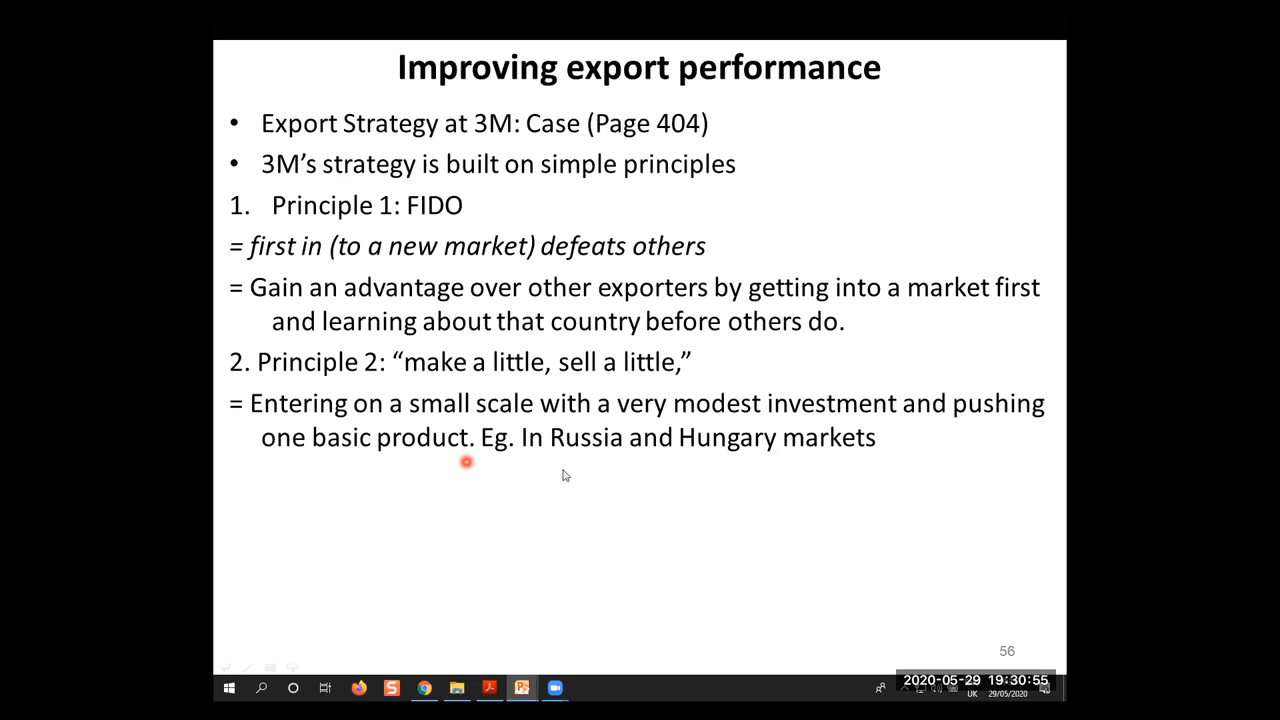 Improving export performance
• Export Strategy at 3M: Case (Page 404)
• 3M’s strategy is built on simple principles
1. Principle 1: FIDO
= first in (to a new market) defeats others
= Gain an advantage over other exporters by getting into a market first
and learning about that country before others do.
2. Principle 2: “make a little, sell a little,”
= Entering on a small scale with a very modest investment and pushing
one basic product. Eg. In Russia and Hungary markets
56
2020-05-29 19:30:55
UK 29/05/2020